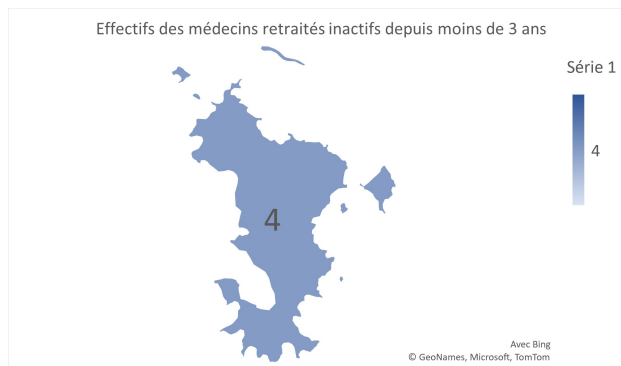 Effectifs des médecins retraités inactifs depuis moins de 3 ans
Série 1
4
4
Avec Bing
© GeoNames, Microsoft, TomTom